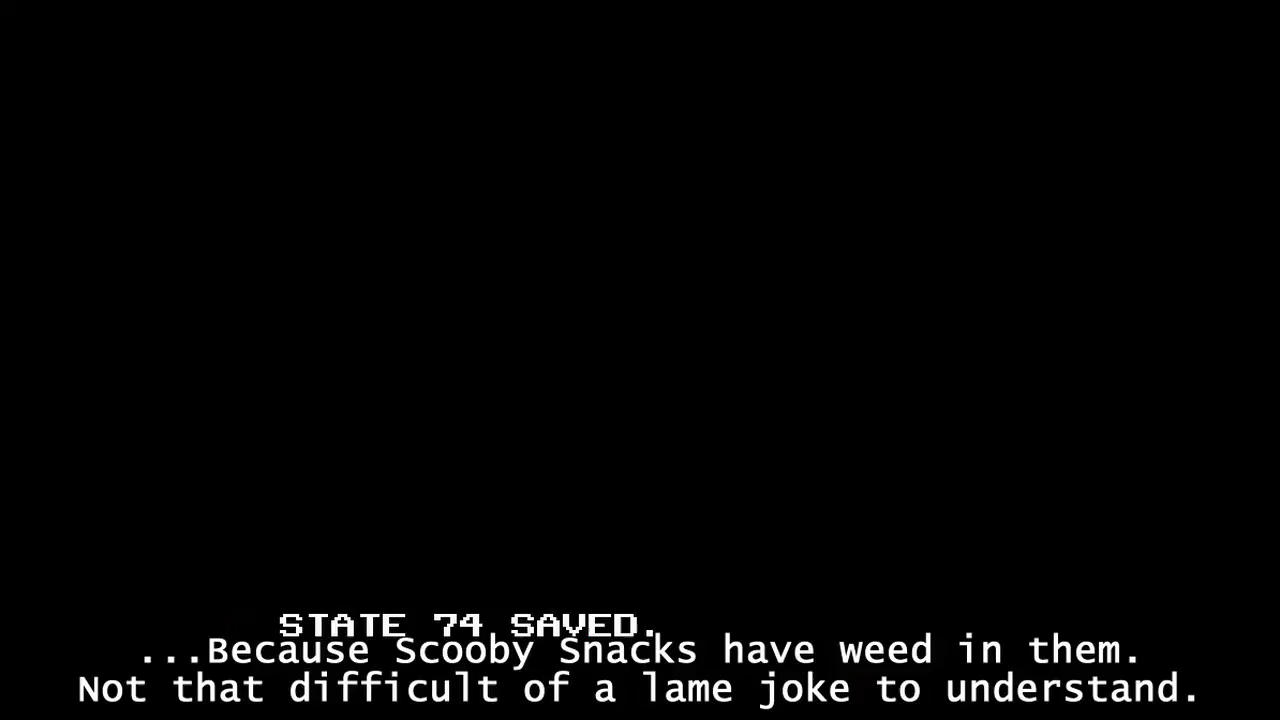 STATE 74 SAVED.
...Because Scooby Snacks have weed in them.
Not that difficult of a lame joke to understand.